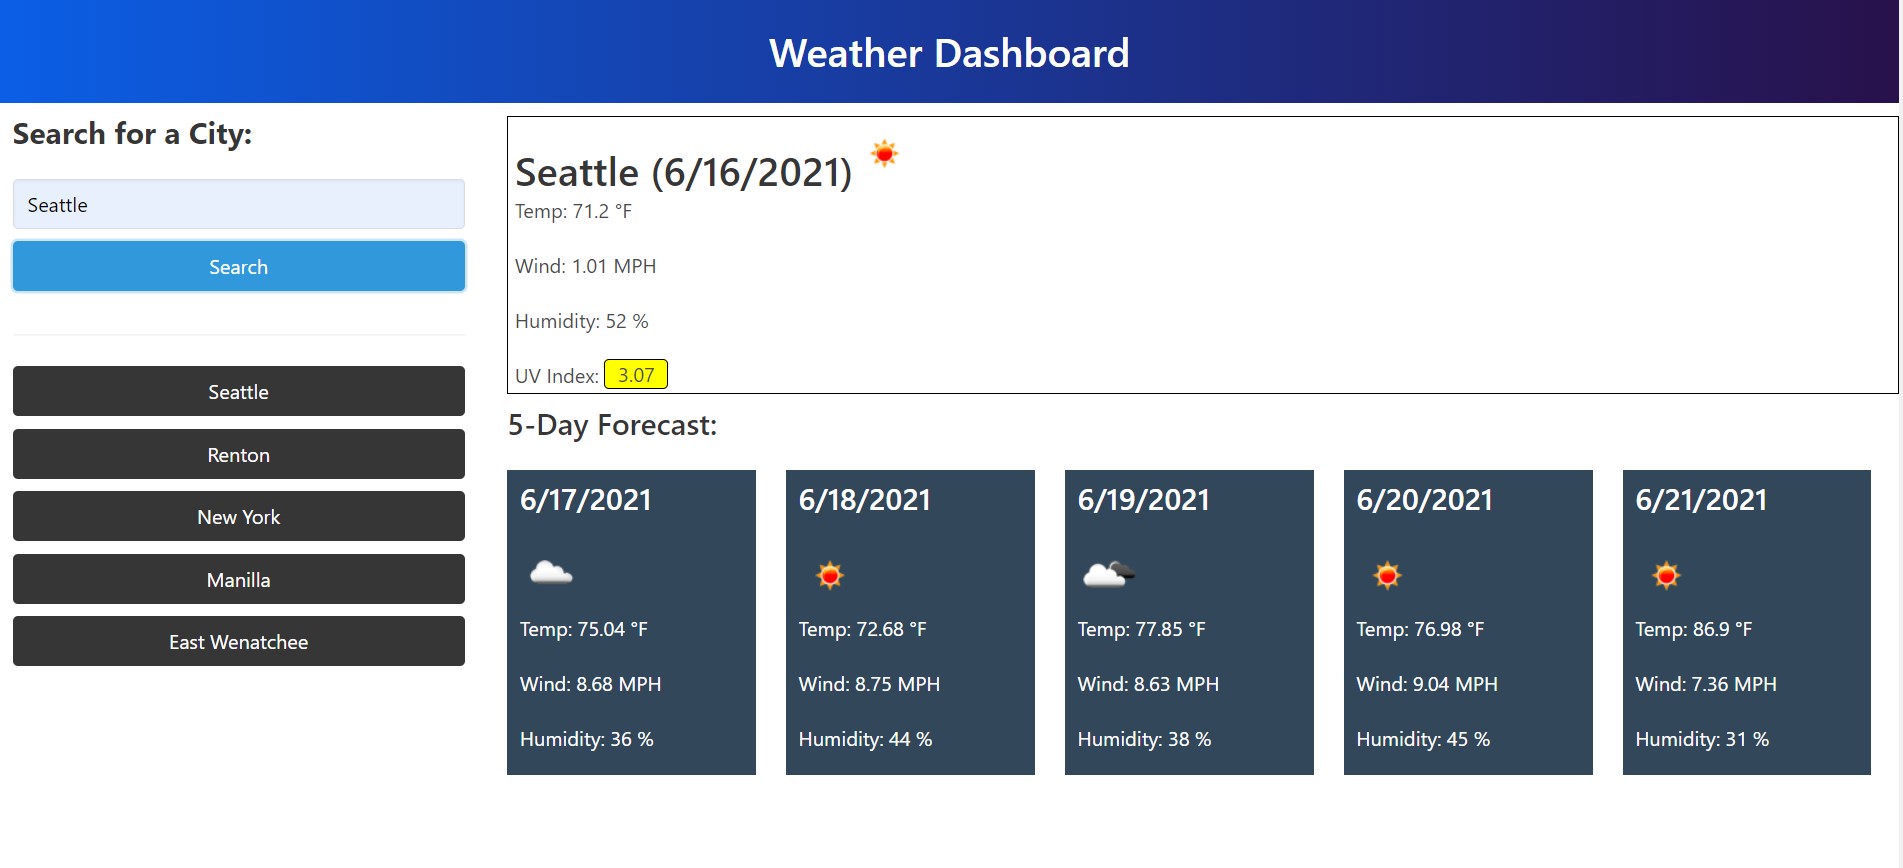 Weather Dashboard
Search for a City:
Seattle
Search
Seattle
Renton
New York
Manilla
East Wenatchee
Seattle (6/16/2021)
Temp: 71.2 °F
Wind: 1.01 MPH
Humidity: 52 %
UV Index: 3.07
5-Day Forecast:
6/17/2021
Temp: 75.04 °F
Wind: 8.68 MPH
Humidity: 36 %
6/18/2021
Temp: 72.68 °F
Wind: 8.75 MPH
Humidity: 44 %
6/19/2021
Temp: 77.85 °F
Wind: 8.63 MPH
Humidity: 38 %
6/20/2021
Temp: 76.98 °F
Wind: 9.04 MPH
Humidity: 45 %
6/21/2021
Temp: 86.9 °F
Wind: 7.36 MPH
Humidity: 31 %